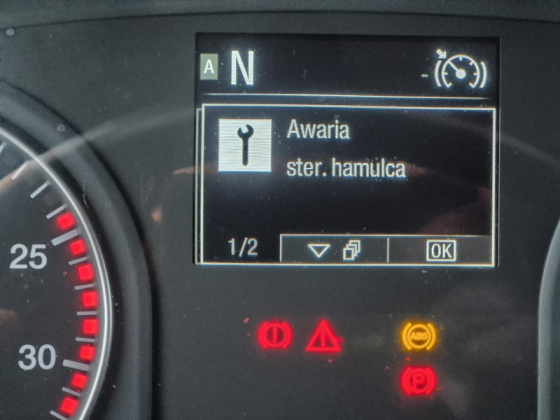 A N
Awaria
ster. hamulca
1/2 OK
25
30
ABS
P